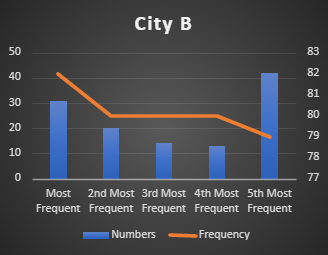 City B
50
40
30
20
10
0
83
82
81
80
79
78
77
Most Frequent
2nd Most Frequent
3rd Most Frequent
4th Most Frequent
5th Most Frequent
Numbers
Frequency